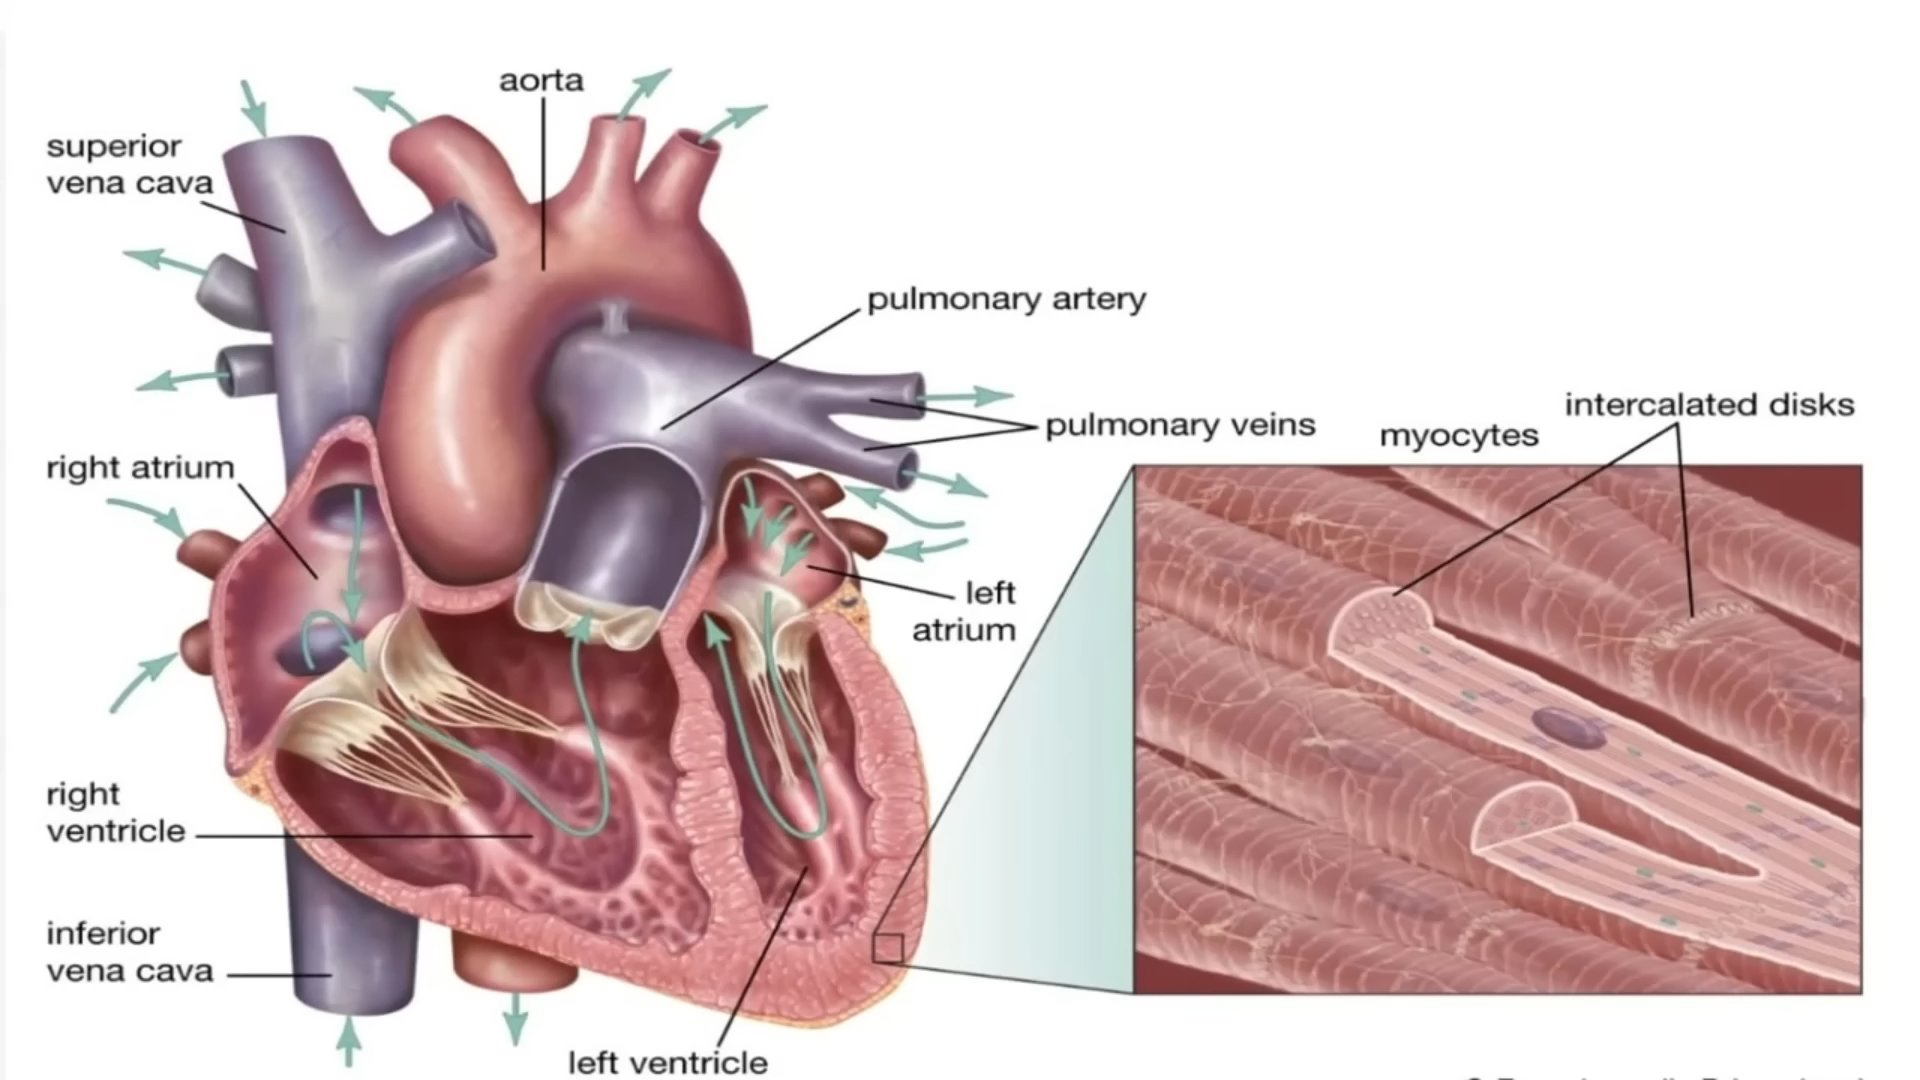 aorta
superior
vena cava
pulmonary artery
intercalated disks
pulmonary veins
myocytes
right atrium
left
atrium
right
ventricle
inferior
vena cava
left ventricle